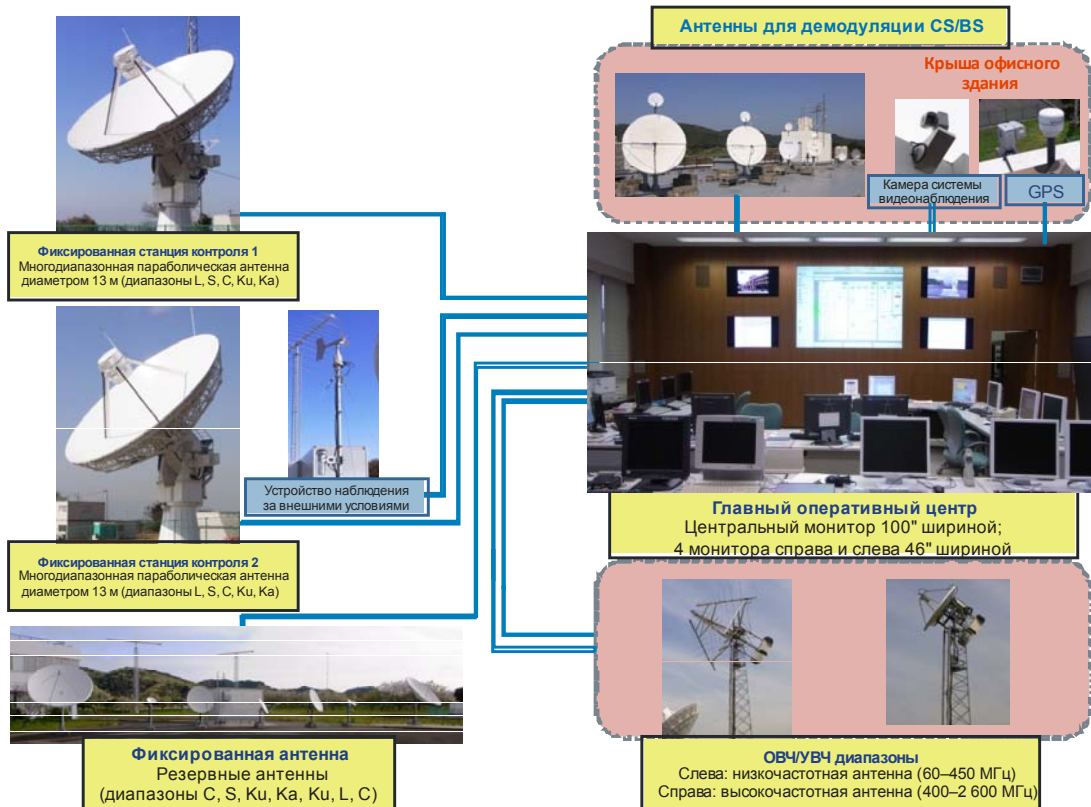 Антенны для демодуляции CS/BS
Крыша офисного
здания
Камера системы
видеонаблюдения
GPS
Фиксированная станция контроля 1
Многодиапазонная параболическая антенна
диаметром 13 м (диапазоны L, S, C, Ku, Ka)
Устройство наблюдения
за внешними условиями
Главный оперативный центр
Центральный монитор 100" шириной;
4 монитора справа и слева 46" шириной
Фиксированная станция контроля 2
Многодиапазонная параболическая антенна
диаметром 13 м (диапазоны L, S, C, Ku, Ka)
Фиксированная антенна
Резервные антенны
(диапазоны C, S, Ku, Ka, Ku, L, C)
ОВЧ/УВЧ диапазоны
Слева: низкочастотная антенна (60–450 МГц)
Справа: высокочастотная антенна (400–2 600 МГц)